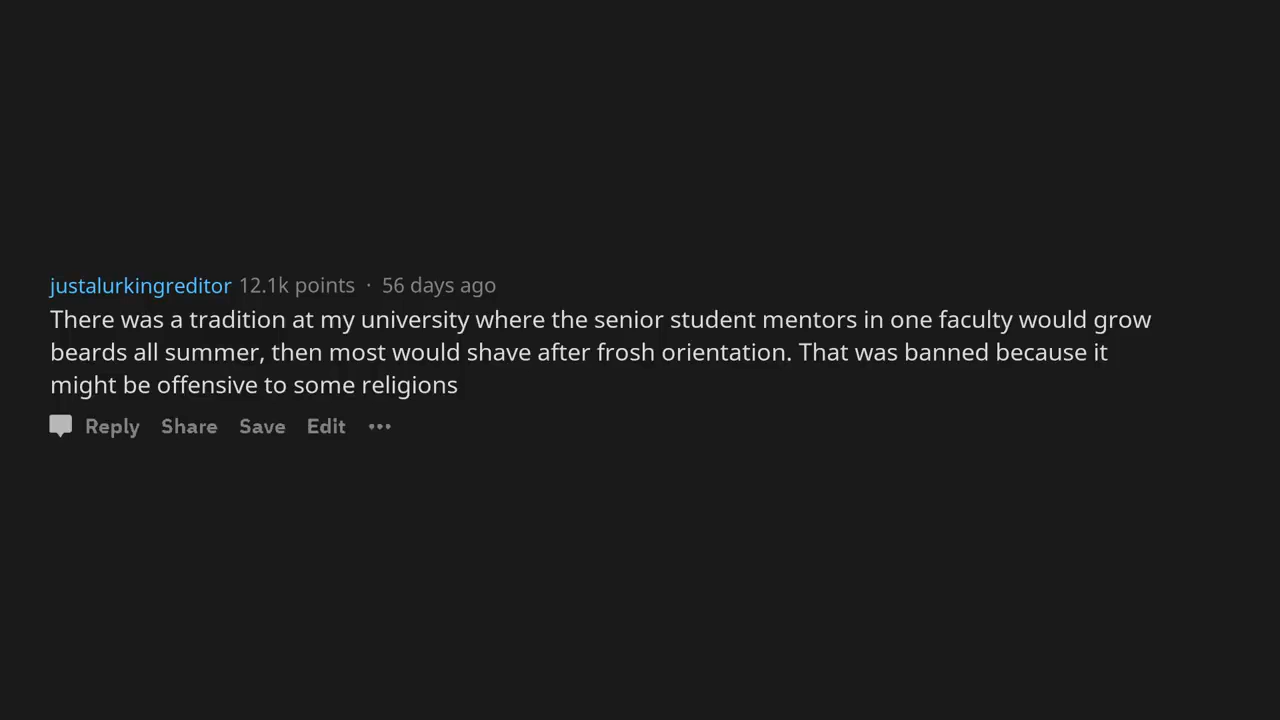 justalurkingreditor 12.1k points · 56 days ago
There was a tradition at my university where the senior student mentors in one faculty would grow
beards all summer, then most would shave after frosh orientation. That was banned because it
might be offensive to some religions
Reply Share Save Edit •••